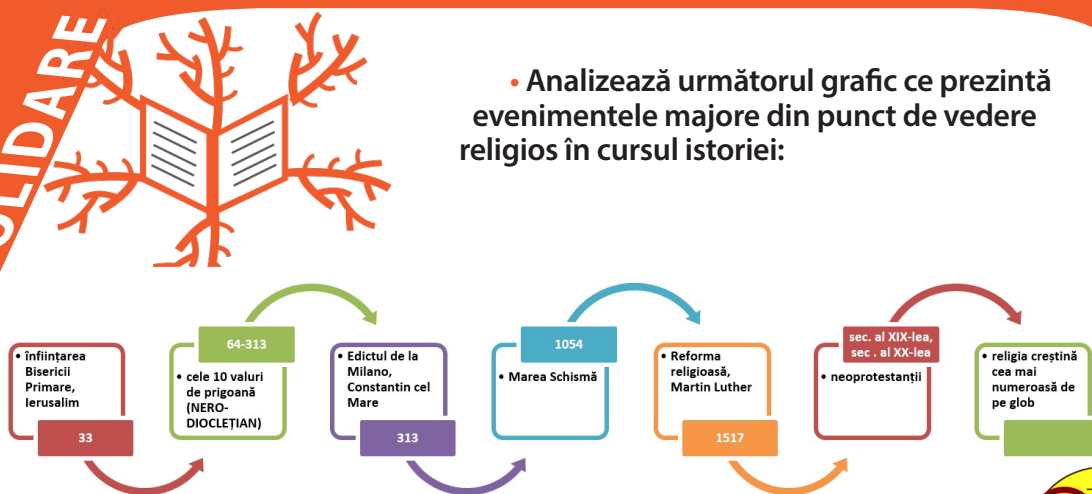 • Analizează următorul grafic ce prezintă
evenimentele majore din punct de vedere
religios în cursul istoriei:
• înființarea
Bisericii
Primare,
Ierusalim
33
64-313
• cele 10 valuri
de prigoană
(NERO-
DIOCLEȚIAN)
• Edictul de la
Milano,
Constantin cel
Mare
313
1054
• Marea Schismă
• Reforma
religioasă,
Martin Luther
1517
sec. al XIX-lea,
sec . al XX-lea
• neoprotestanții
• religia creștină
cea mai
numeroasă de
pe glob